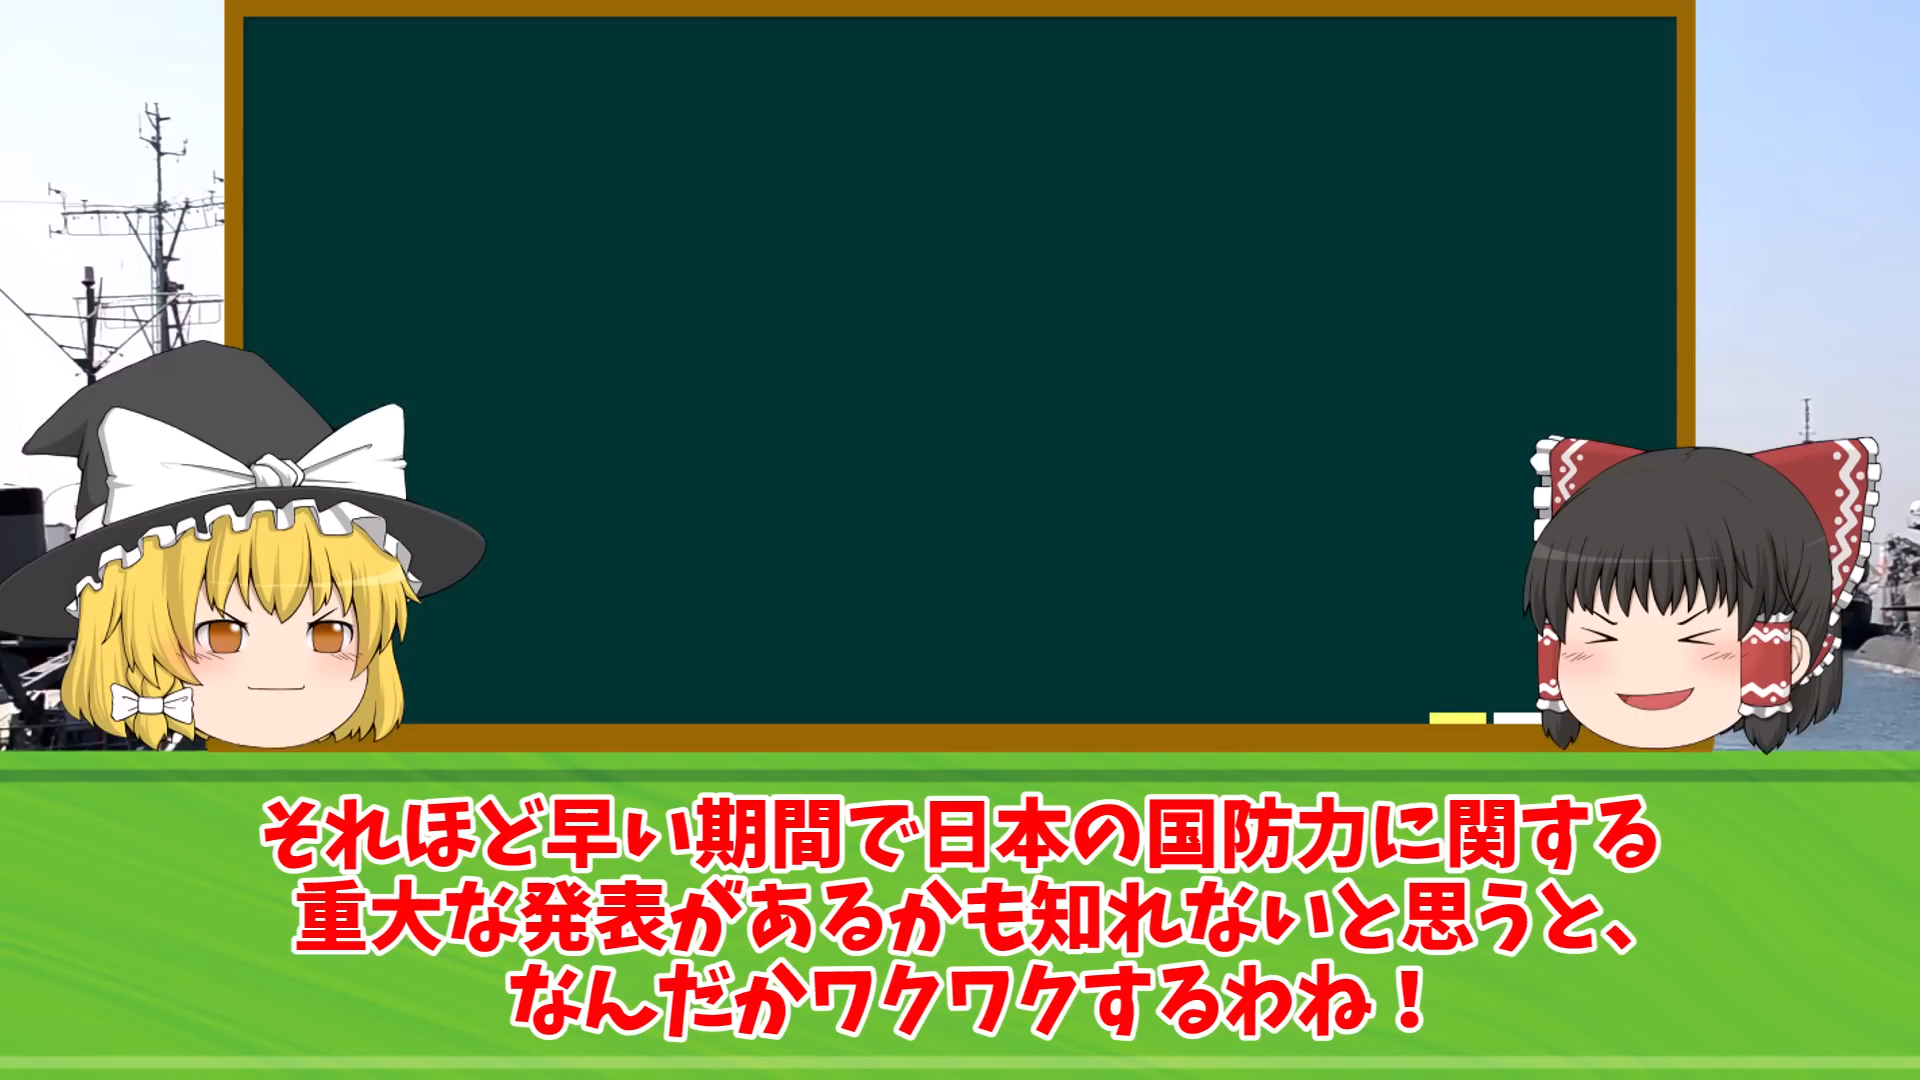 それほど早い期間で日本の国防力に関する
重大な発表があるかも知れないと思うと、
なんだかワクワクするわね！